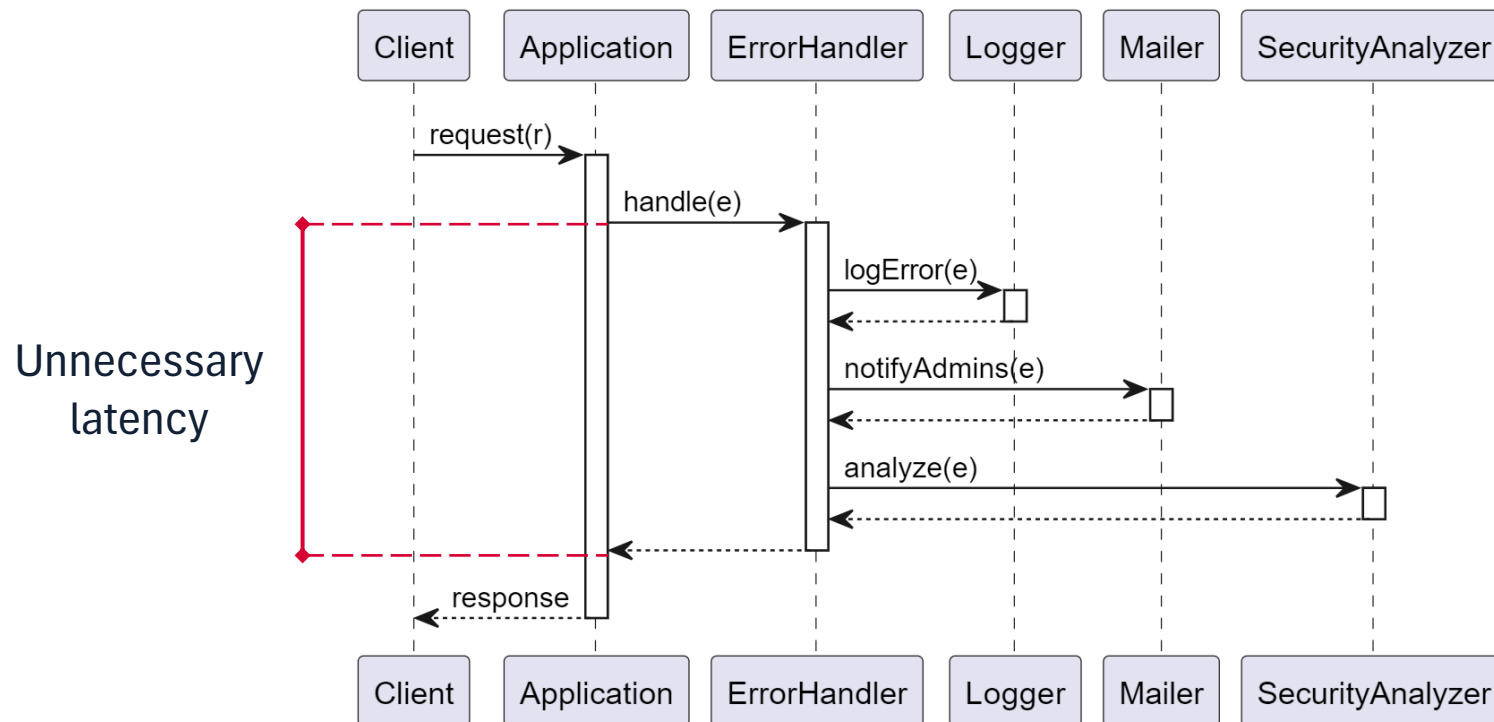 Client Application ErrorHandler Logger Mailer SecurityAnalyzer
request(r)
handle(e)
logError(e)
Unnecessary
latency
notifyAdmins(e)
analyze(e)
response
Client Application ErrorHandler Logger Mailer SecurityAnalyzer